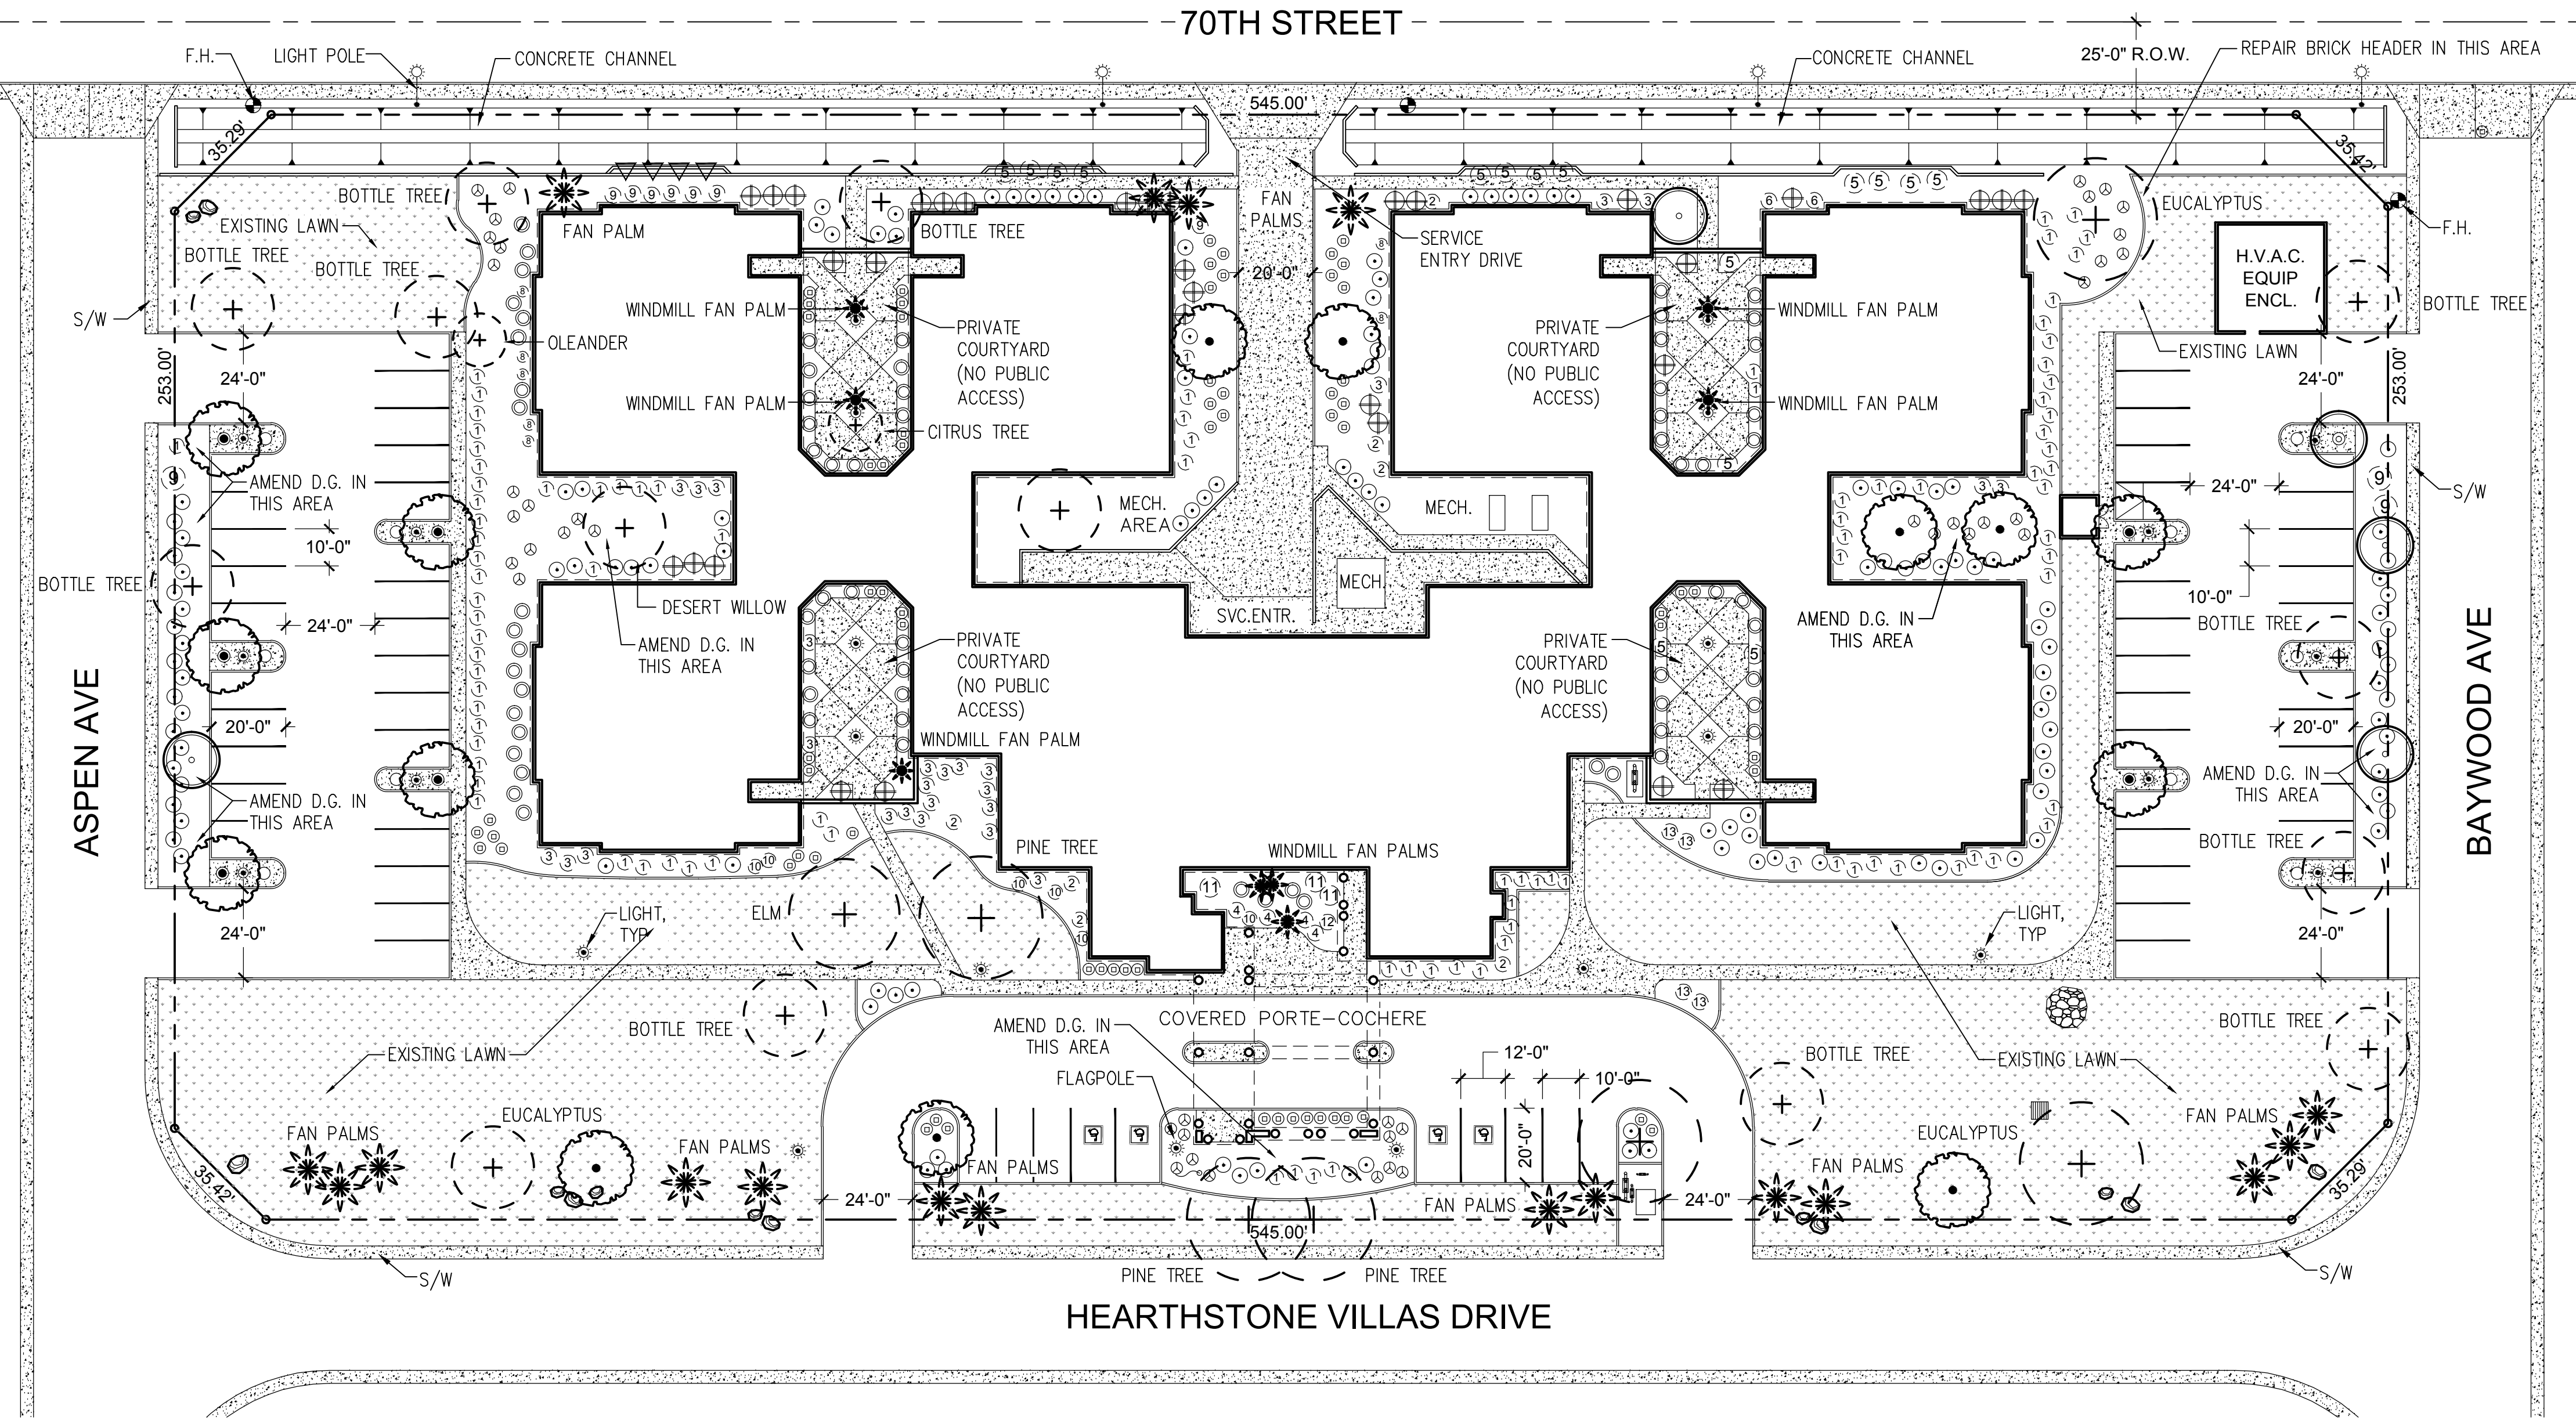 70TH STREET
F.H.
LIGHT POLE
CONCRETE CHANNEL
CONCRETE CHANNEL
25'-0" R.O.W.
REPAIR BRICK HEADER IN THIS AREA
545.00'
35.29'
35.42'
BOTTLE TREE
EXISTING LAWN
BOTTLE TREE
BOTTLE TREE
FAN PALM
BOTTLE TREE
FAN
PALMS
SERVICE
ENTRY DRIVE
20'-0"
EUCALYPTUS
F.H.
H.V.A.C.
EQUIP
ENCL.
BOTTLE TREE
S/W
253.00'
24'-0"
OLEANDER
WINDMILL FAN PALM
WINDMILL FAN PALM
PRIVATE
COURTYARD
(NO PUBLIC
ACCESS)
CITRUS TREE
PRIVATE
COURTYARD
(NO PUBLIC
ACCESS)
WINDMILL FAN PALM
WINDMILL FAN PALM
EXISTING LAWN
24'-0"
253.00'
AMEND D.G. IN
THIS AREA
10'-0"
BOTTLE TREE
24'-0"
MECH.
AREA
MECH.
MECH.
SVC.ENTR.
DESERT WILLOW
AMEND D.G. IN
THIS AREA
24'-0"
S/W
10'-0"
BOTTLE TREE
AMEND D.G. IN
THIS AREA
ASPEN AVE
20'-0"
AMEND D.G. IN
THIS AREA
PRIVATE
COURTYARD
(NO PUBLIC
ACCESS)
WINDMILL FAN PALM
PRIVATE
COURTYARD
(NO PUBLIC
ACCESS)
20'-0"
AMEND D.G. IN
THIS AREA
BAYWOOD AVE
BOTTLE TREE
PINE TREE
WINDMILL FAN PALMS
24'-0"
LIGHT,
TYP
ELM
LIGHT,
TYP
24'-0"
BOTTLE TREE
EXISTING LAWN
AMEND D.G. IN
THIS AREA
COVERED PORTE-COCHERE
FLAGPOLE
12'-0"
10'-0"
20'-0"
BOTTLE TREE
EXISTING LAWN
BOTTLE TREE
FAN PALMS
EUCALYPTUS
FAN PALMS
FAN PALMS
FAN PALMS
FAN PALMS
EUCALYPTUS
FAN PALMS
35.42'
24'-0"
545.00'
24'-0"
35.29'
S/W
PINE TREE
PINE TREE
S/W
HEARTHSTONE VILLAS DRIVE